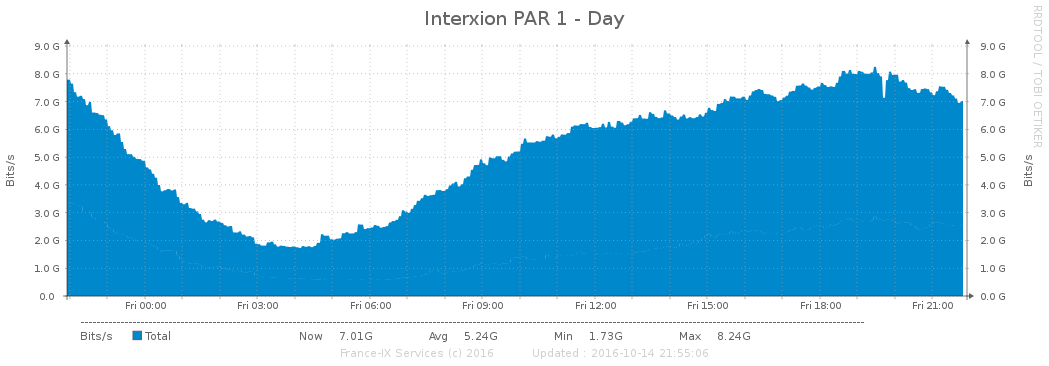 Interxion PAR 1 - Day
RRDTOOL / TOBI OETIKER
Bits/s
9.0 G 9.0 G
8.0 G 8.0 G
7.0 G 7.0 G
6.0 G 6.0 G
5.0 G 5.0 G
4.0 G 4.0 G
3.0 G 3.0 G
2.0 G 2.0 G
1.0 G 1.0 G
0.0 0.0 G
Bits/s
Fri 00:00 Fri 03:00 Fri 06:00 Fri 09:00 Fri 12:00 Fri 15:00 Fri 18:00 Fri 21:00
Bits/s Total Now 7.01G Avg 5.24G Min 1.73G Max 8.24G
France-IX Services (c) 2016 Updated : 2016-10-14 21:55:06